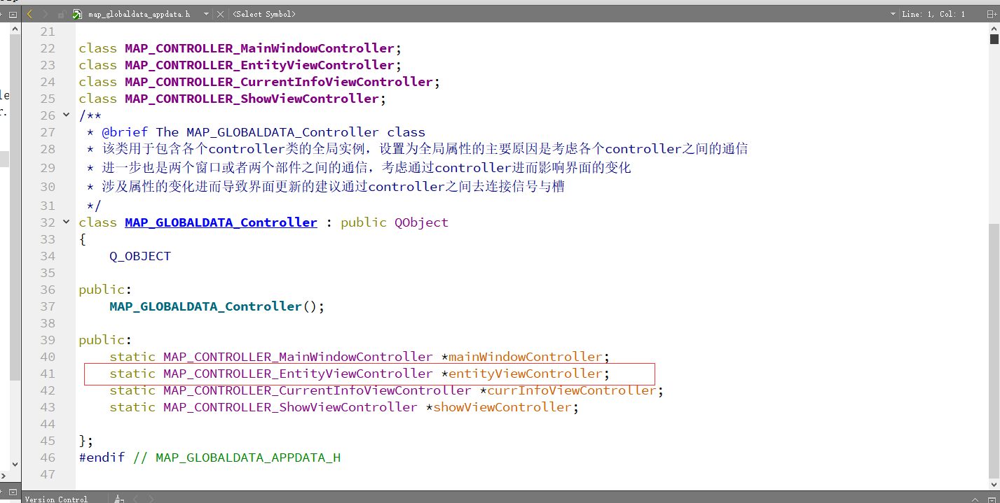 map_globaldata_appdata.h <Select Symbol> Line: 1, Col: 1
21
22 class MAP_CONTROLLER_MainWindowController;
23 class MAP_CONTROLLER_EntityViewController;
24 class MAP_CONTROLLER_CurrentInfoViewController;
25 class MAP_CONTROLLER_ShowViewController;
26 /**
27 * @brief The MAP_GLOBALDATA_Controller class
28 * 该类用于包含各个controller类的全局实例，设置为全局属性的主要原因是考虑各个controller之间的通信
29 * 进一步也是两个窗口或者两个部件之间的通信，考虑通过controller进而影响界面的变化
30 * 涉及属性的变化进而导致界面更新的建议通过controller之间去连接信号与槽
31 */
32 class MAP_GLOBALDATA_Controller : public QObject
33 {
34 Q_OBJECT
35
36 public:
37 MAP_GLOBALDATA_Controller();
38
39 public:
40 static MAP_CONTROLLER_MainWindowController *mainWindowController;
41 static MAP_CONTROLLER_EntityViewController *entityViewController;
42 static MAP_CONTROLLER_CurrentInfoViewController *currInfoViewController;
43 static MAP_CONTROLLER_ShowViewController *showViewController;
44
45 };
46 #endif // MAP_GLOBALDATA_APPDATA_H
47
Version Control